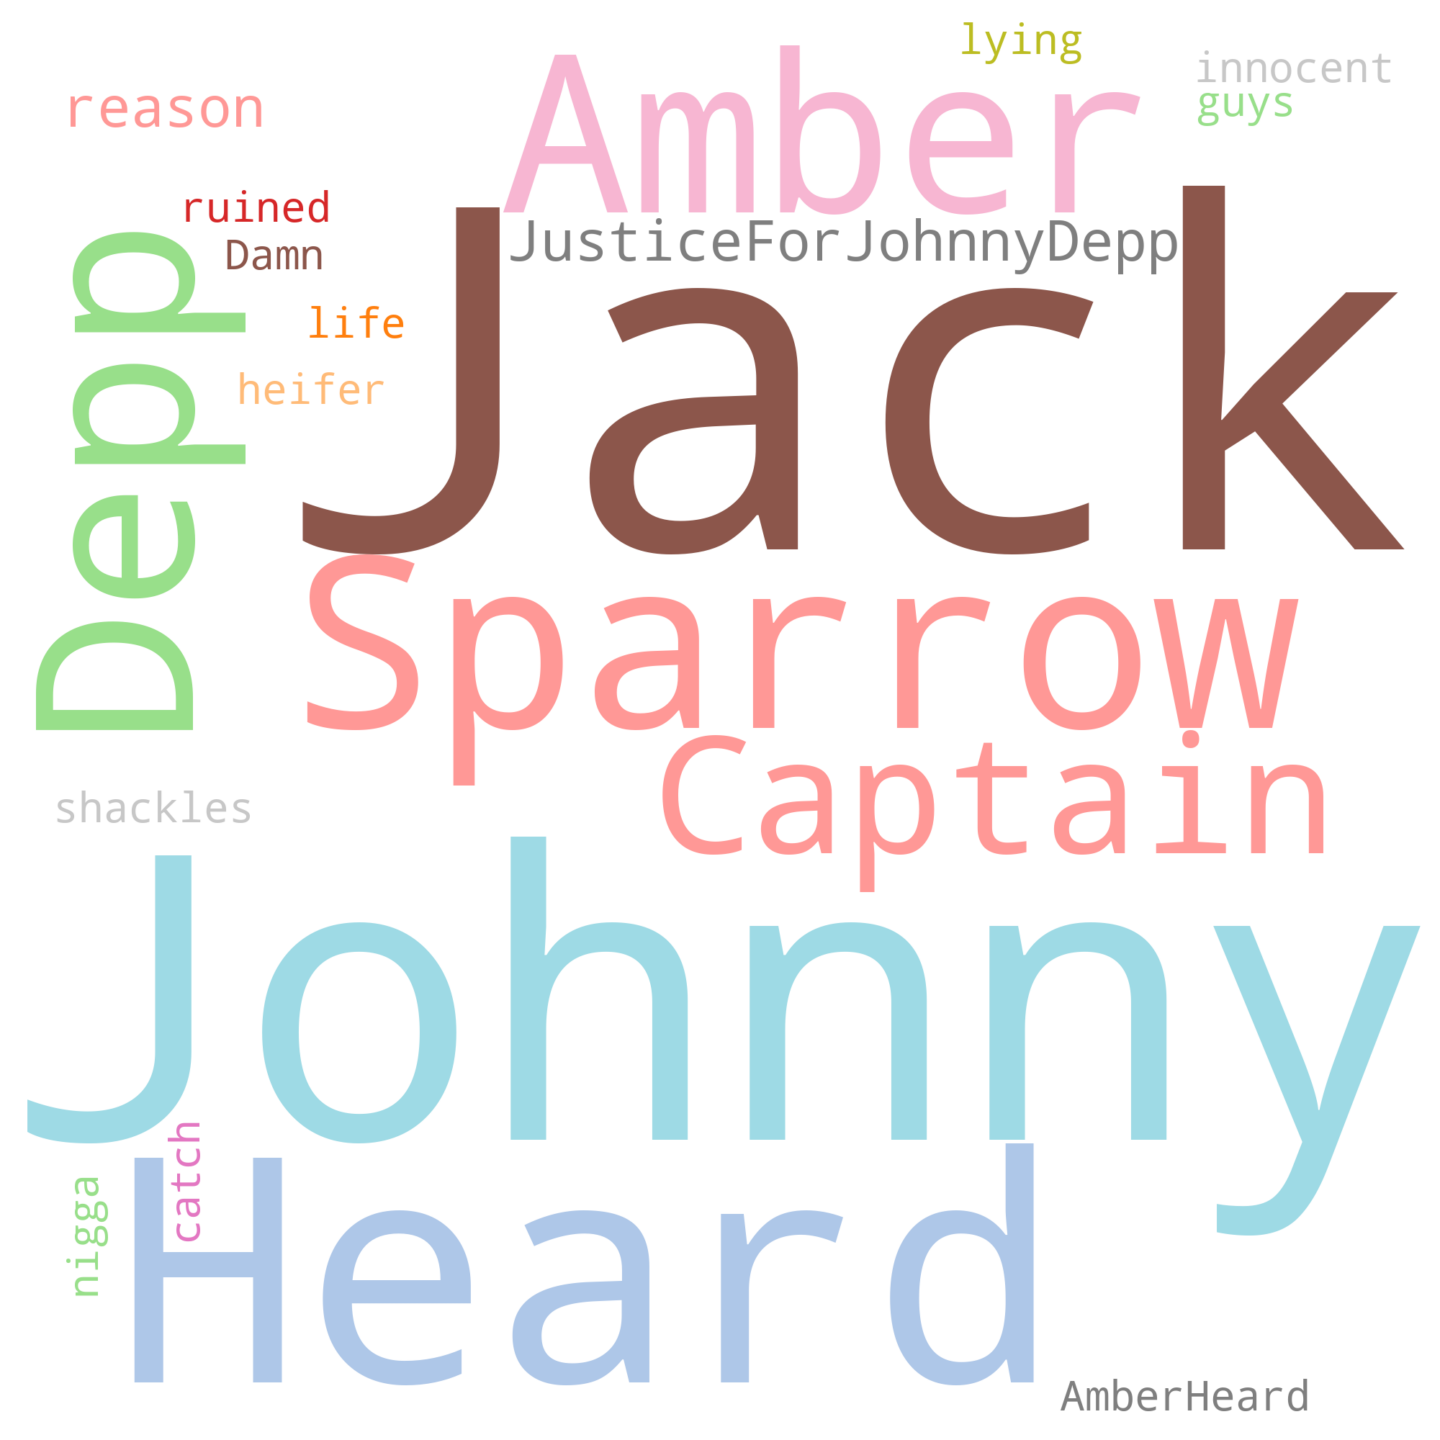 lying
Amber
innocent
guys
reason
ruined
JusticeForJohnnyDepp
Damn
Jack
life
heifer
Depp
Sparrow
Captain
shackles
Johnny
catch
nigga
Heard
AmberHeard